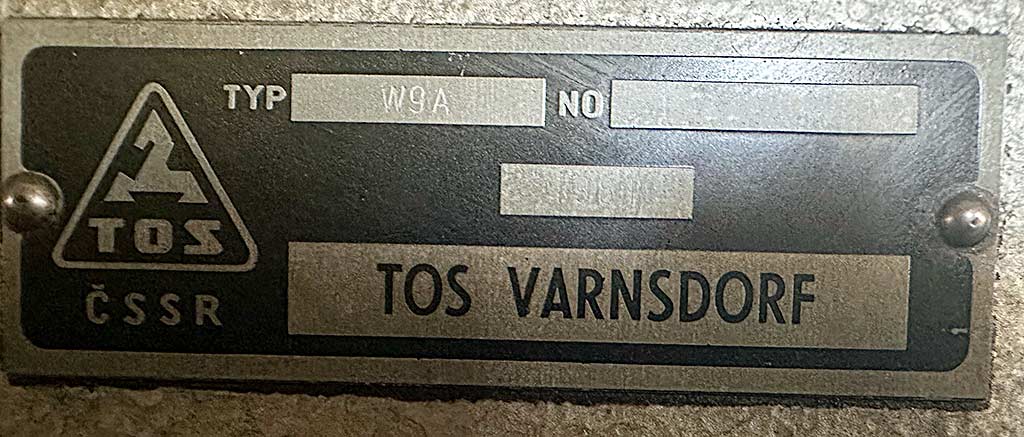 TYP W9A NO
TOS
ČSSR
TOS VARNSDORF